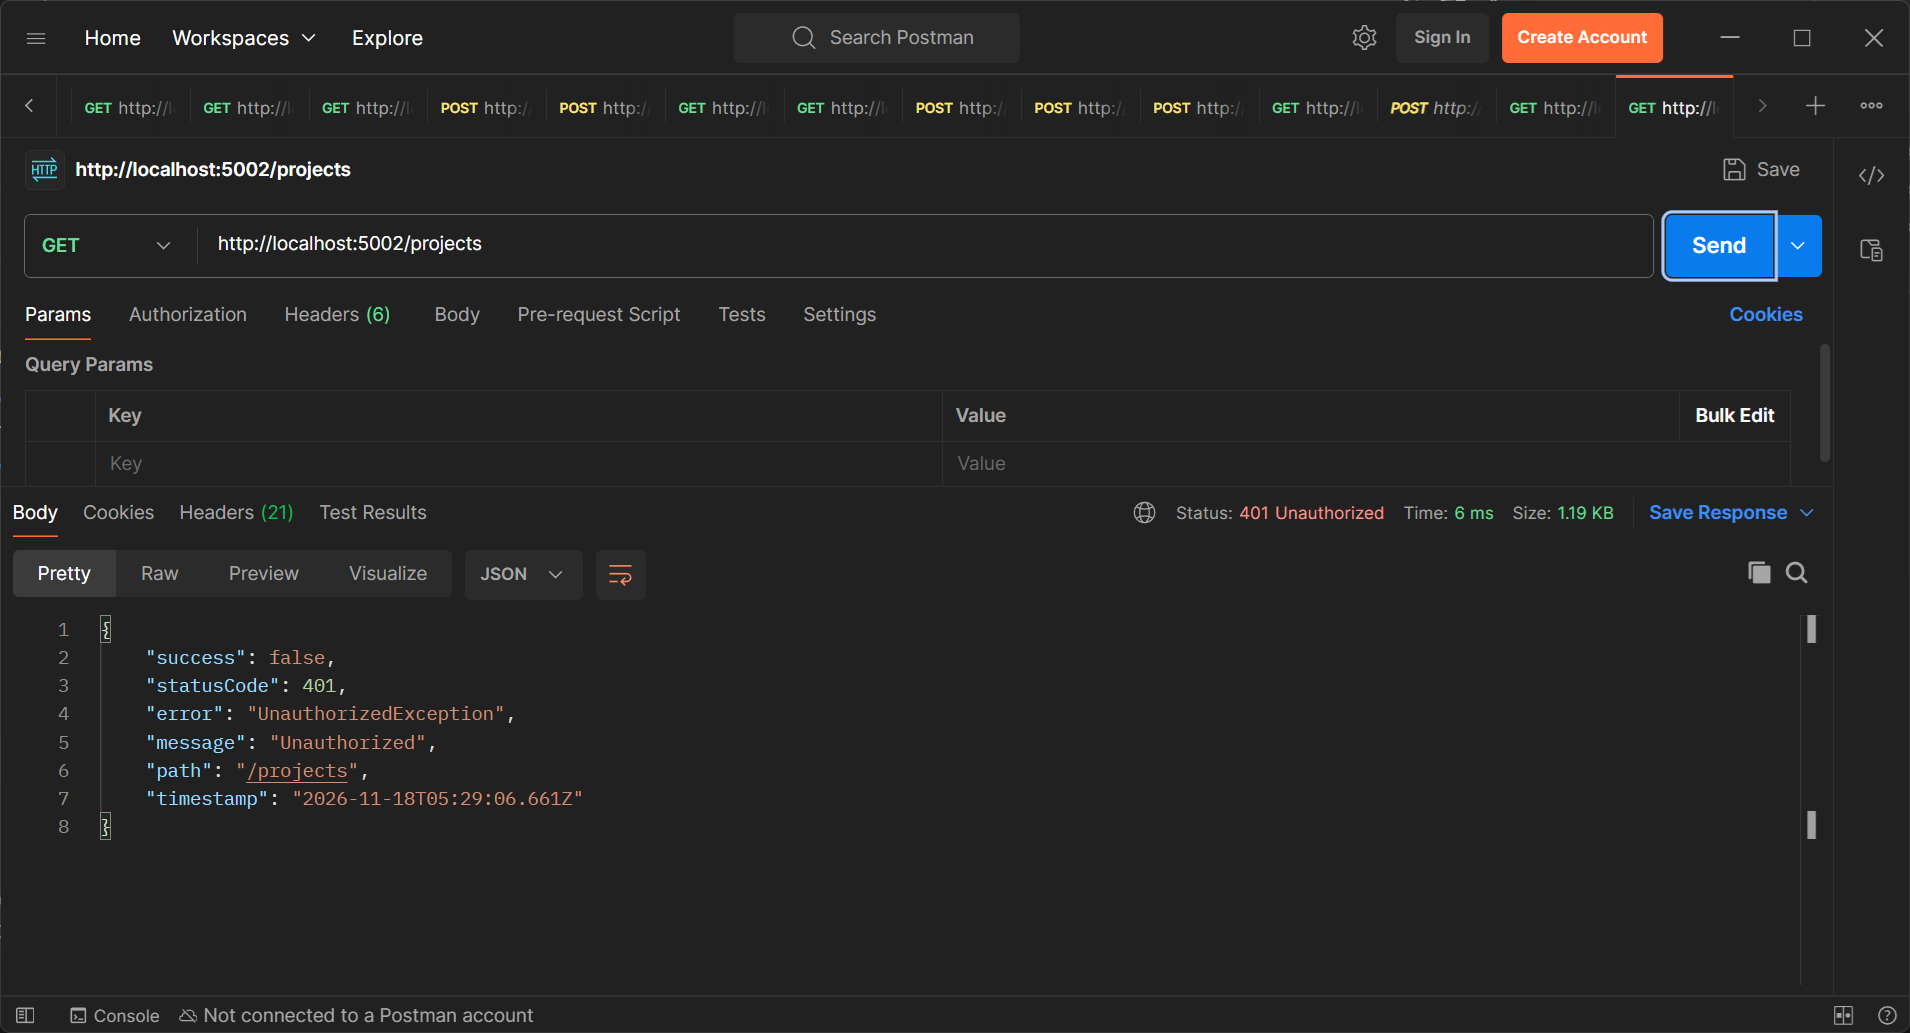 Home Workspaces Explore Search Postman Sign In Create Account
GET http://l GET http://l GET http://l POST http:/ POST http:/ GET http://l GET http://l POST http:/ POST http:/ POST http:/ GET http://l POST http:/ GET http://l GET http://l
HTTP http://localhost:5002/projects Save
GET http://localhost:5002/projects Send
Params Authorization Headers (6) Body Pre-request Script Tests Settings Cookies
Query Params
Key Value Bulk Edit
Key Value
Body Cookies Headers (21) Test Results Status: 401 Unauthorized Time: 6 ms Size: 1.19 KB Save Response
Pretty Raw Preview Visualize JSON
1 {
2 "success": false,
3 "statusCode": 401,
4 "error": "UnauthorizedException",
5 "message": "Unauthorized",
6 "path": "/projects",
7 "timestamp": "2026-11-18T05:29:06.661Z"
8 }
Console Not connected to a Postman account